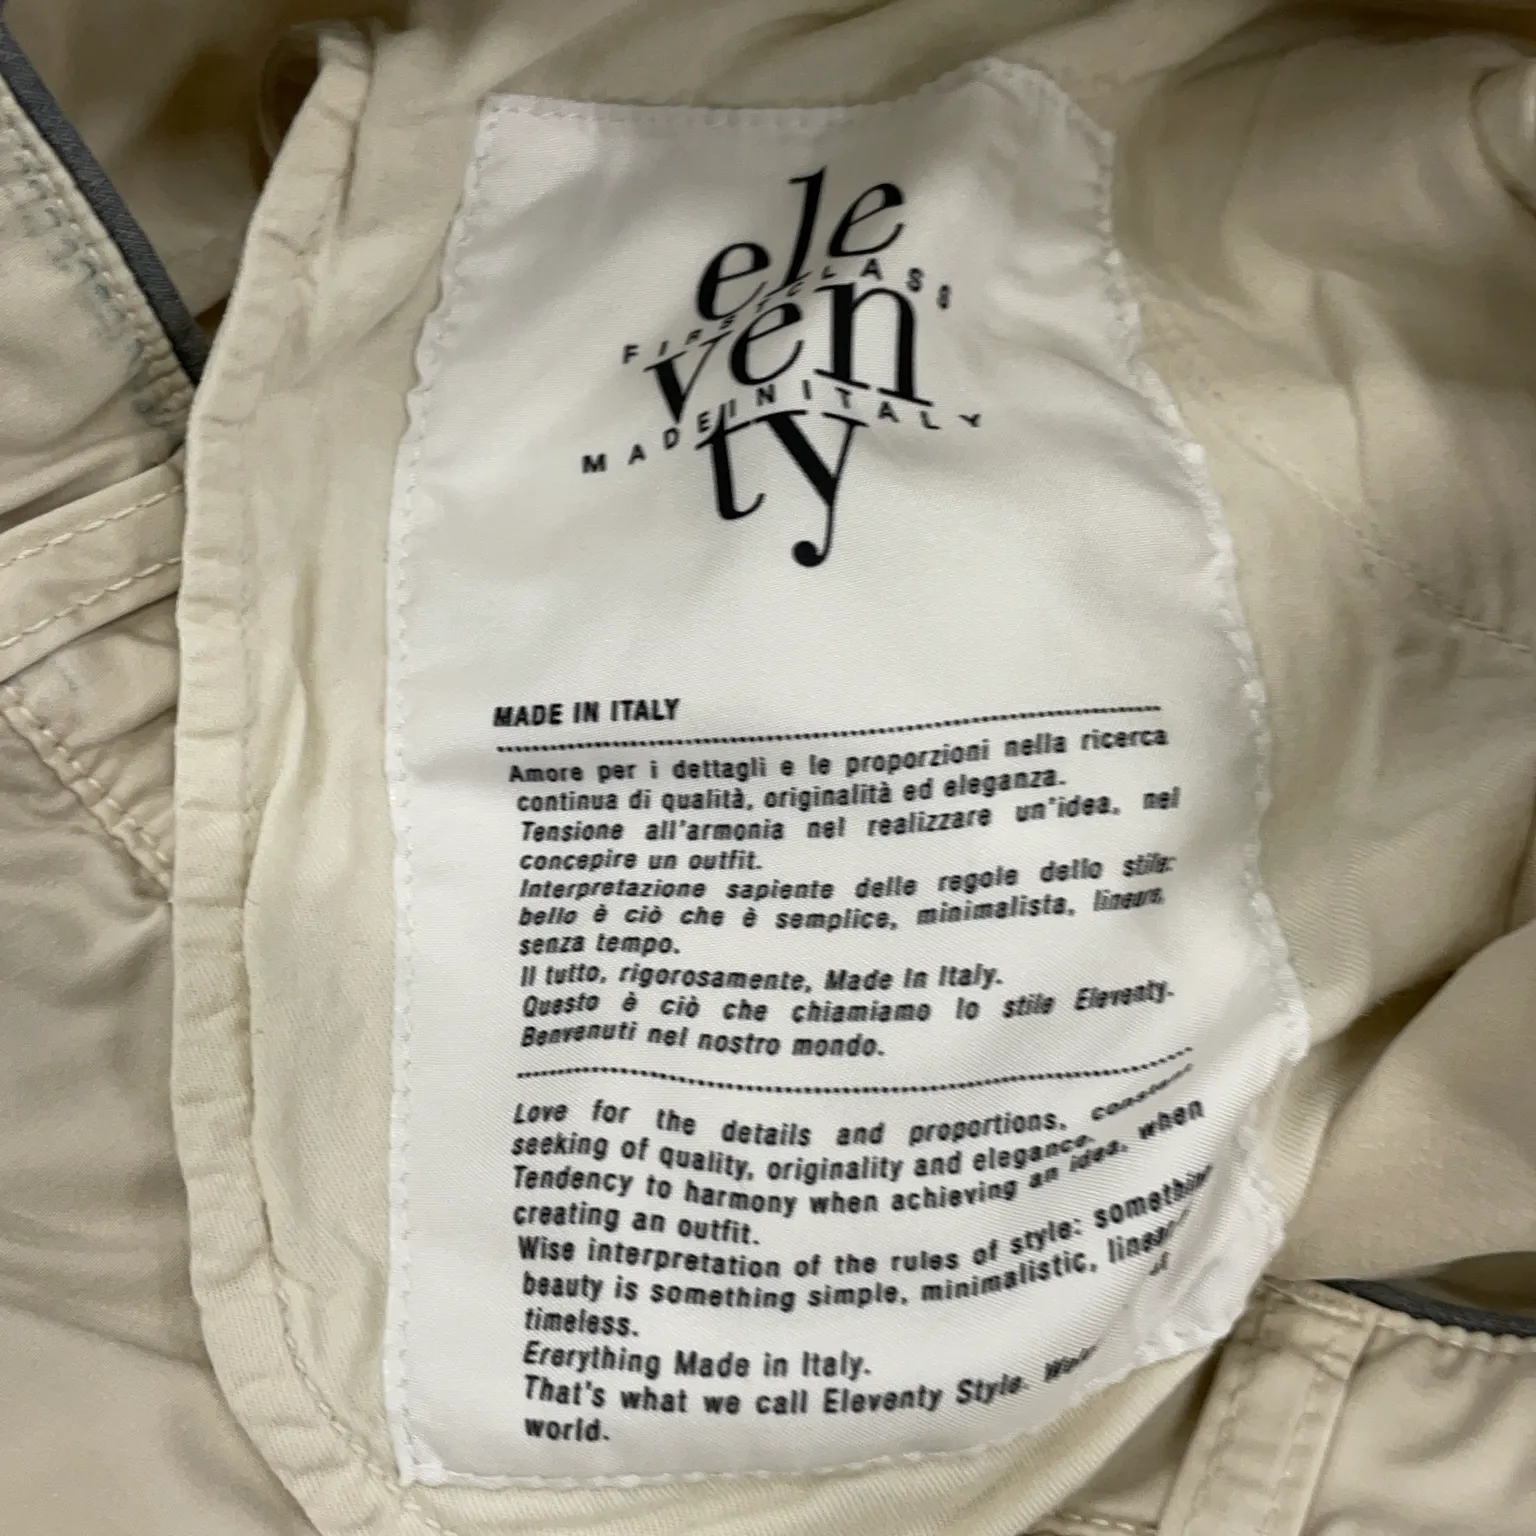 ele
FIRST CLASS
ven
MADE IN ITALY
ty
MADE IN ITALY
Amore per i dettagli e le proporzioni nella ricerca
continua di qualità, originalità ed eleganza.
Tensione all'armonia nel realizzare un'idea, nel
concepire un outfit.
Interpretazione sapiente delle regole dello stile:
bello è ciò che è semplice, minimalista, lineare,
senza tempo.
Il tutto, rigorosamente, Made In Italy.
Questo è ciò che chiamiamo lo stile Eleventy.
Benvenuti nel nostro mondo.
Love for the details and proportions, constant
seeking of quality, originality and elegance.
Tendency to harmony when achieving an idea, when
creating an outfit.
Wise interpretation of the rules of style: something
beauty is something simple, minimalistic,
timeless.
Ererything Made in Italy.
That's what we call Eleventy Style.
world.